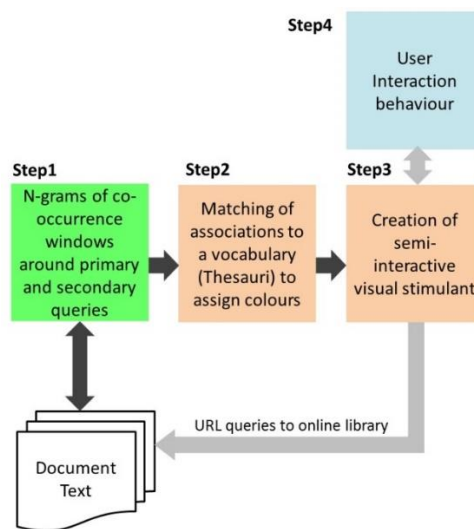 Step4
User
Interaction
behaviour
Step1
Step2
Step3
N-grams of co-
occurrence
windows
around primary
and secondary
queries
Matching of
associations to
a vocabulary
(Thesauri) to
assign colours
Creation of
semi-
interactive
visual stimulant
URL queries to online library
Document
Text